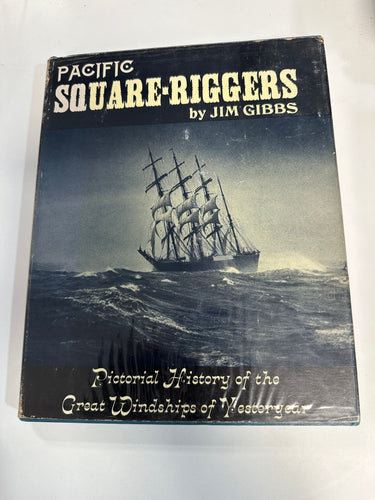 PACIFIC
SQUARE-RIGGERS
by JIM GIBBS
Pictorial History of the
Great Windships of Yesteryear